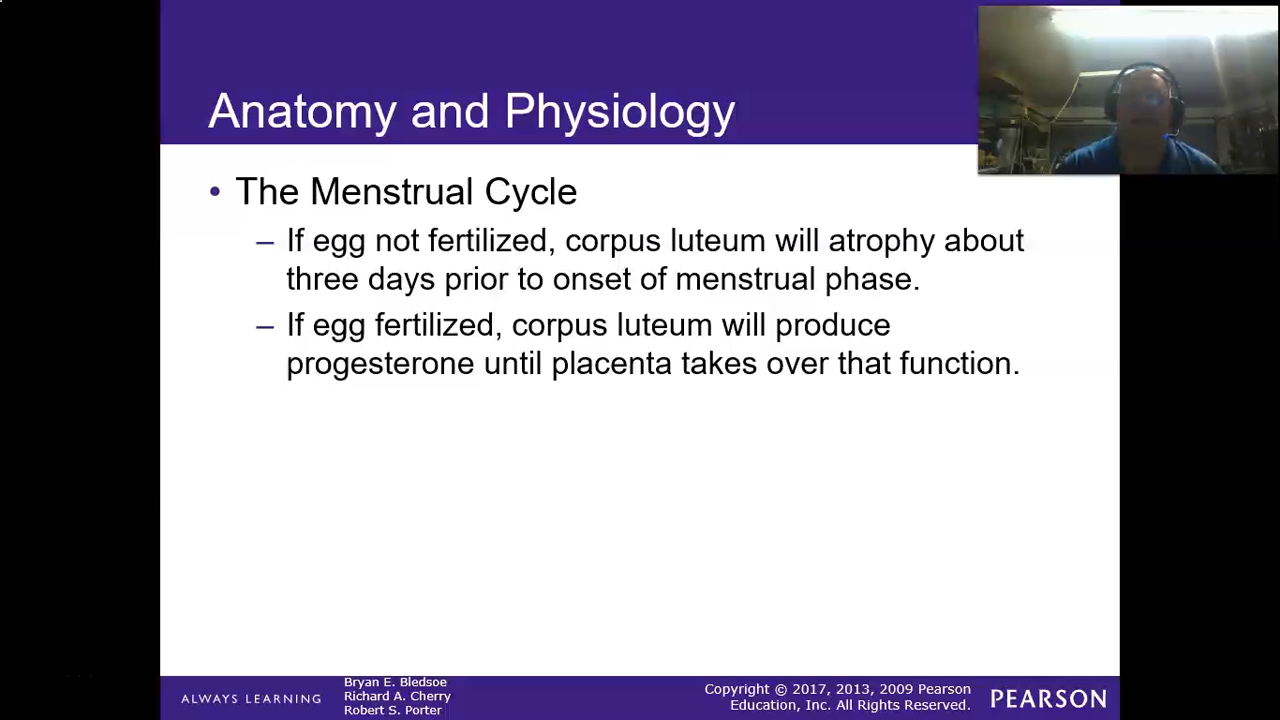 Anatomy and Physiology
• The Menstrual Cycle
– If egg not fertilized, corpus luteum will atrophy about
three days prior to onset of menstrual phase.
– If egg fertilized, corpus luteum will produce
progesterone until placenta takes over that function.
ALWAYS LEARNING
Bryan E. Bledsoe
Richard A. Cherry
Robert S. Porter
Copyright © 2017, 2013, 2009 Pearson
Education, Inc. All Rights Reserved.
PEARSON